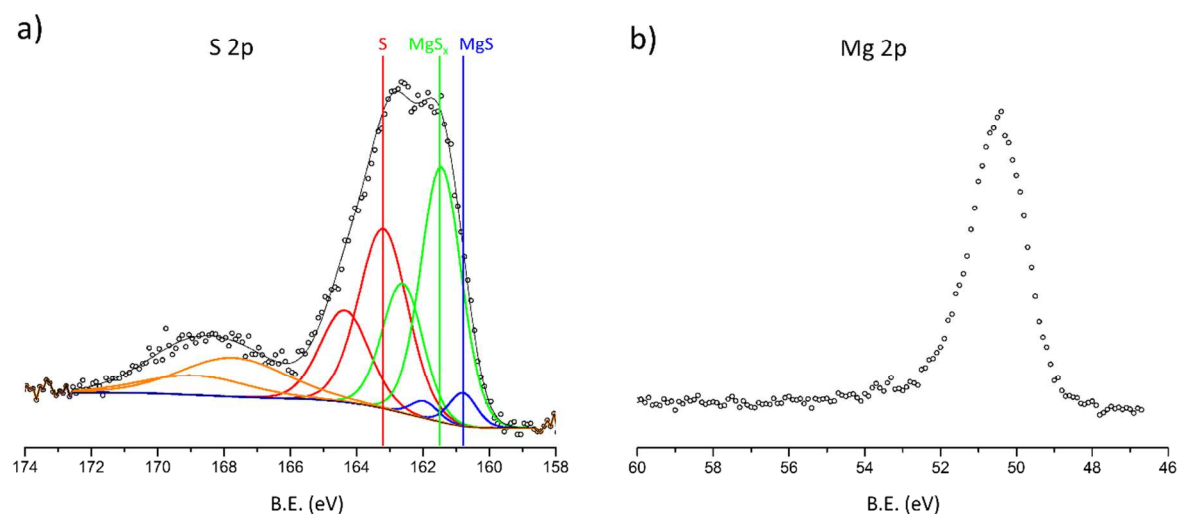 a)
S 2p
S MgSₓ MgS
174 172 170 168 166 164 162 160 158
B.E. (eV)
b)
Mg 2p
60 58 56 54 52 50 48 46
B.E. (eV)